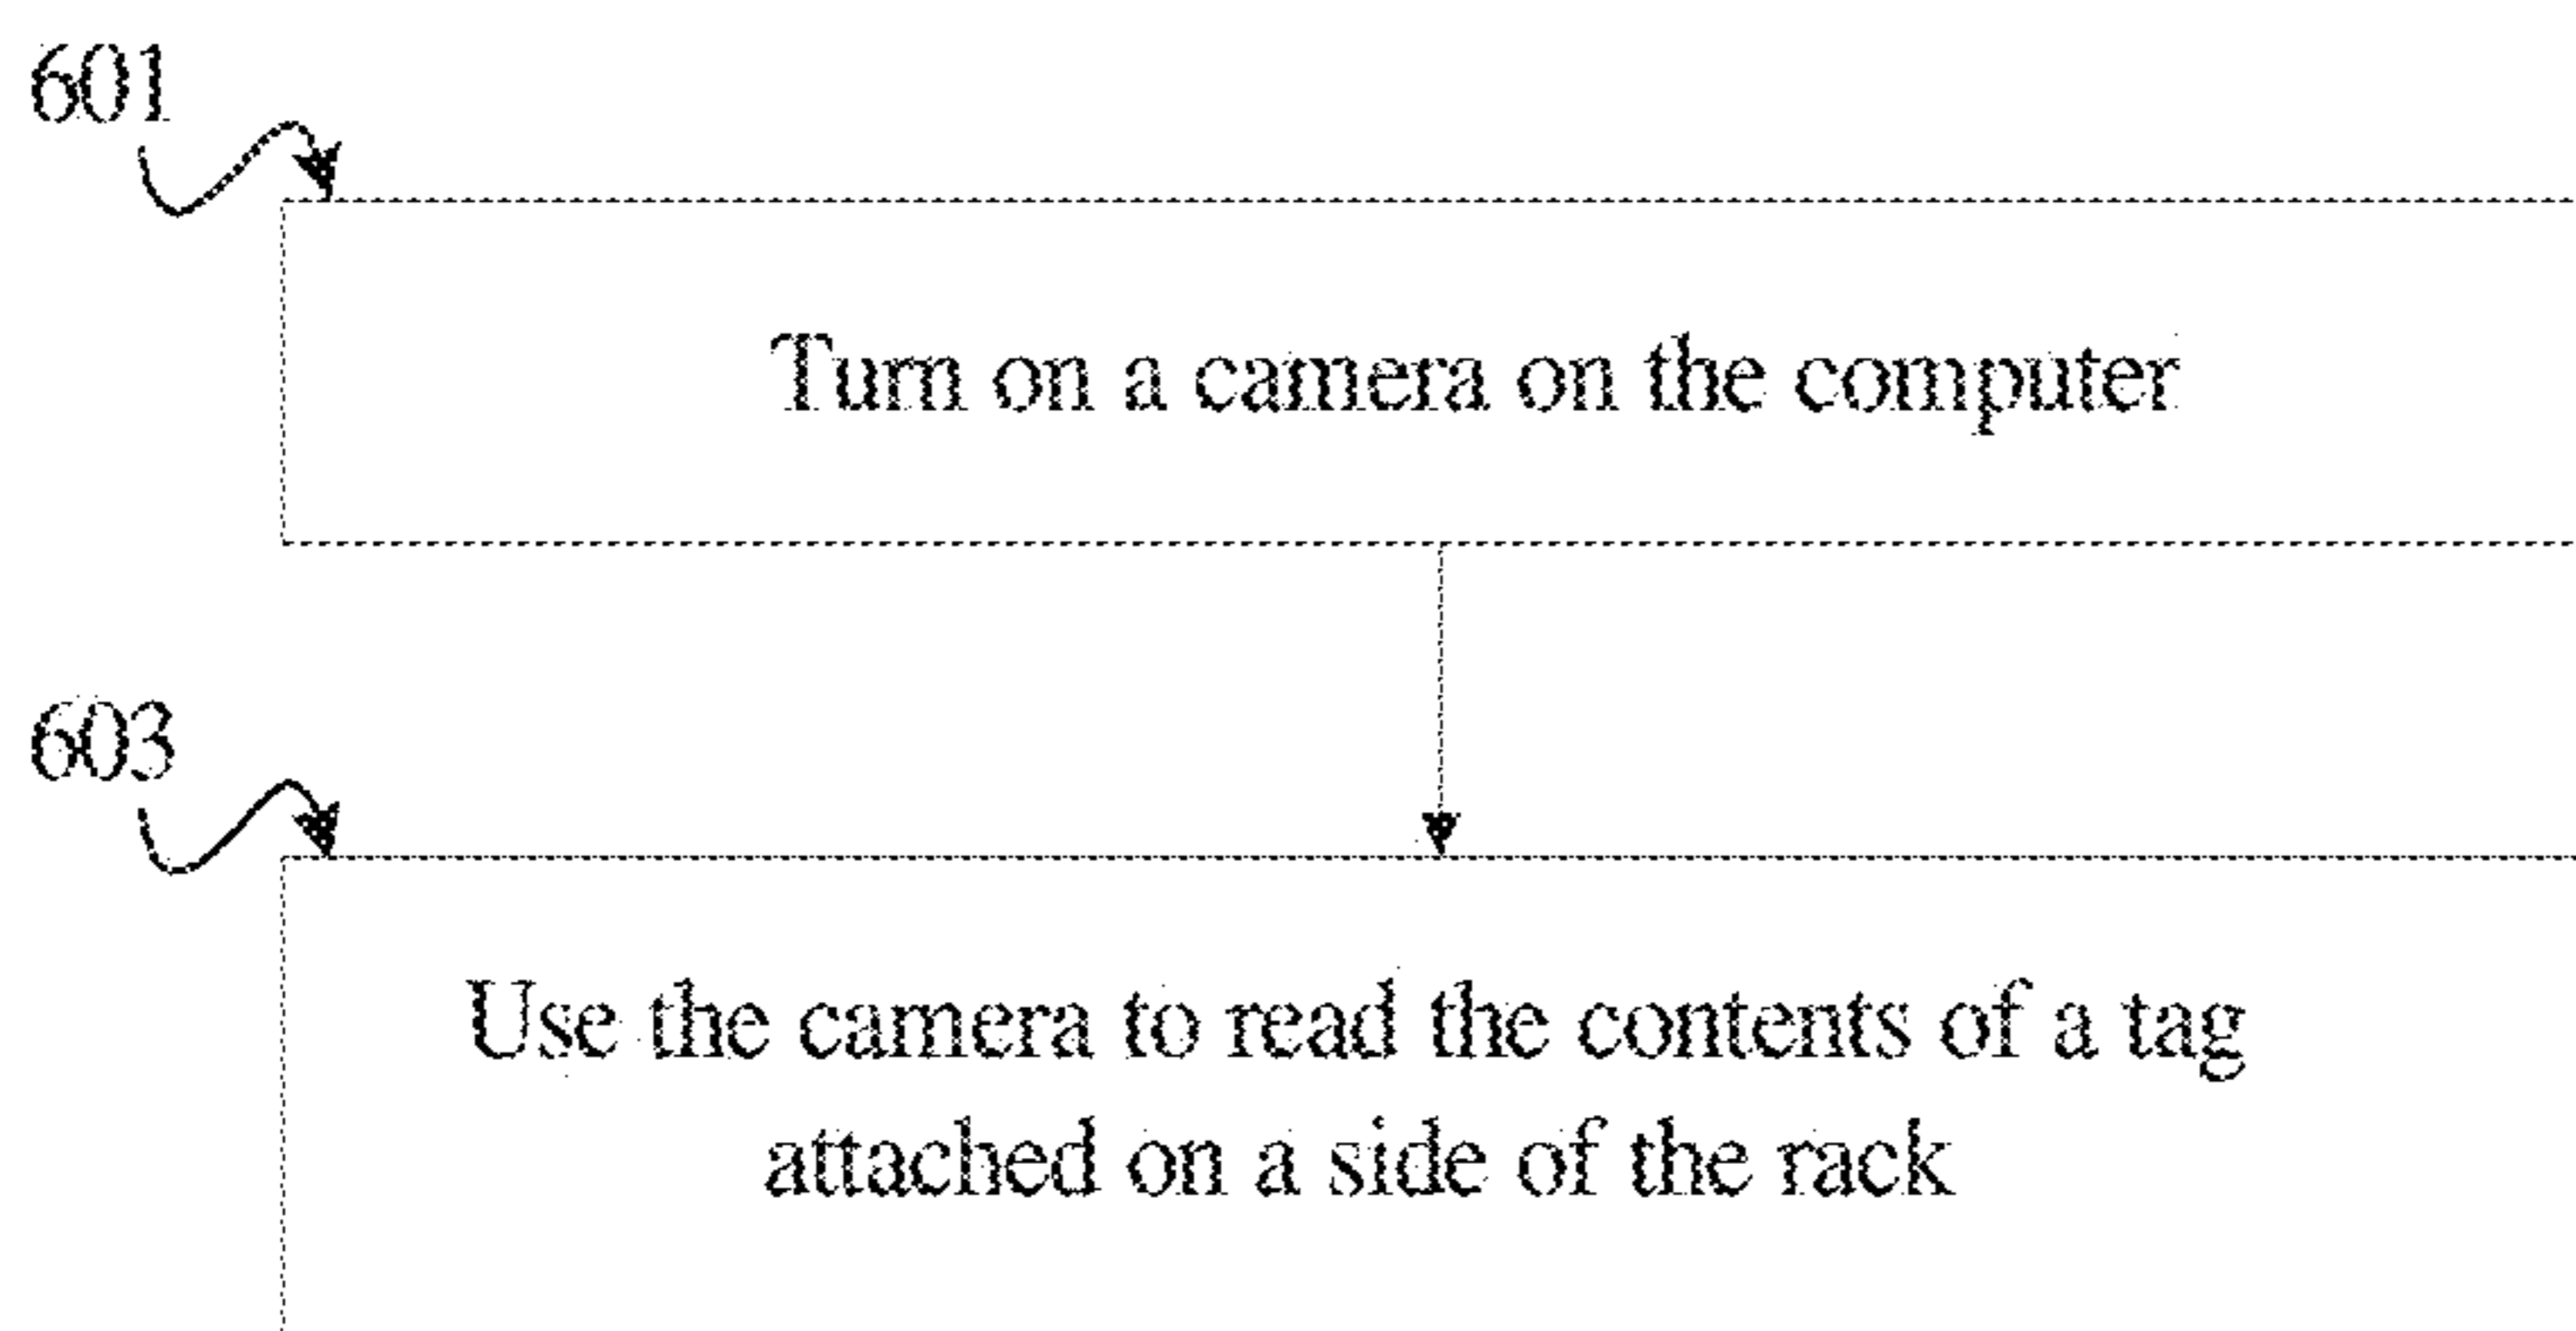 601
Turn on a camera on the computer
603
Use the camera to read the contents of a tag
attached on a side of the rack